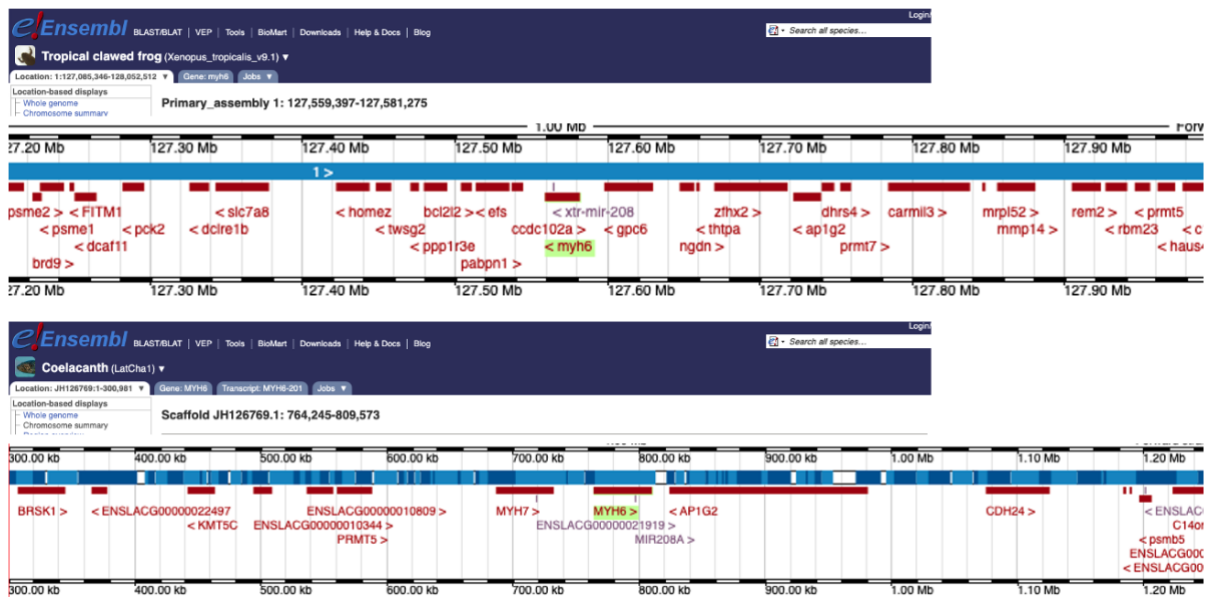 e!Ensembl BLAST/BLAT | VEP | Tools | BioMart | Downloads | Help & Docs | Blog
Login/
Search all species...
Tropical clawed frog (Xenopus_tropicalis_v9.1) ▼
Location: 1:127,085,346-128,052,512 ▼ Gene: myh6 Jobs ▼
Location-based displays
Whole genome
Chromosome summary
Primary_assembly 1: 127,559,397-127,581,275
1.00 Mb Forw
27.20 Mb 127.30 Mb 127.40 Mb 127.50 Mb 127.60 Mb 127.70 Mb 127.80 Mb 127.90 Mb
1 >
psme2 > < FITM1 < slc7a8 < homez bcl2l2 > < efs < xtr-mir-208 zfhx2 > dhrs4 > carmil3 > mrpl52 > rem2 > < prmt5
< psme1 < pck2 < dclre1b < twsg2 ccdc102a > < gpc6 < thtpa < ap1g2 mmp14 > < rbm23 < c
< dcaf11 < ppp1r3e < myh6 ngdn > prmt7 > < haus4
brd9 > pabpn1 >
27.20 Mb 127.30 Mb 127.40 Mb 127.50 Mb 127.60 Mb 127.70 Mb 127.80 Mb 127.90 Mb
e!Ensembl BLAST/BLAT | VEP | Tools | BioMart | Downloads | Help & Docs | Blog
Login/
Search all species...
Coelacanth (LatCha1) ▼
Location: JH126769:1-300,981 ▼ Gene: MYH6 Transcript: MYH6-201 Jobs ▼
Location-based displays
Whole genome
Chromosome summary
Scaffold JH126769.1: 764,245-809,573
300.00 kb 400.00 kb 500.00 kb 600.00 kb 700.00 kb 800.00 kb 900.00 kb 1.00 Mb 1.10 Mb 1.20 Mb
BRSK1 > < ENSLACG00000022497 ENSLACG00000010809 > MYH7 > MYH6 > < AP1G2 CDH24 > < ENSLAC
< KMT5C ENSLACG00000010344 > ENSLACG00000021919 > C14or
PRMT5 > MIR208A > < psmb5
ENSLACG000
< ENSLACG00
300.00 kb 400.00 kb 500.00 kb 600.00 kb 700.00 kb 800.00 kb 900.00 kb 1.00 Mb 1.10 Mb 1.20 Mb